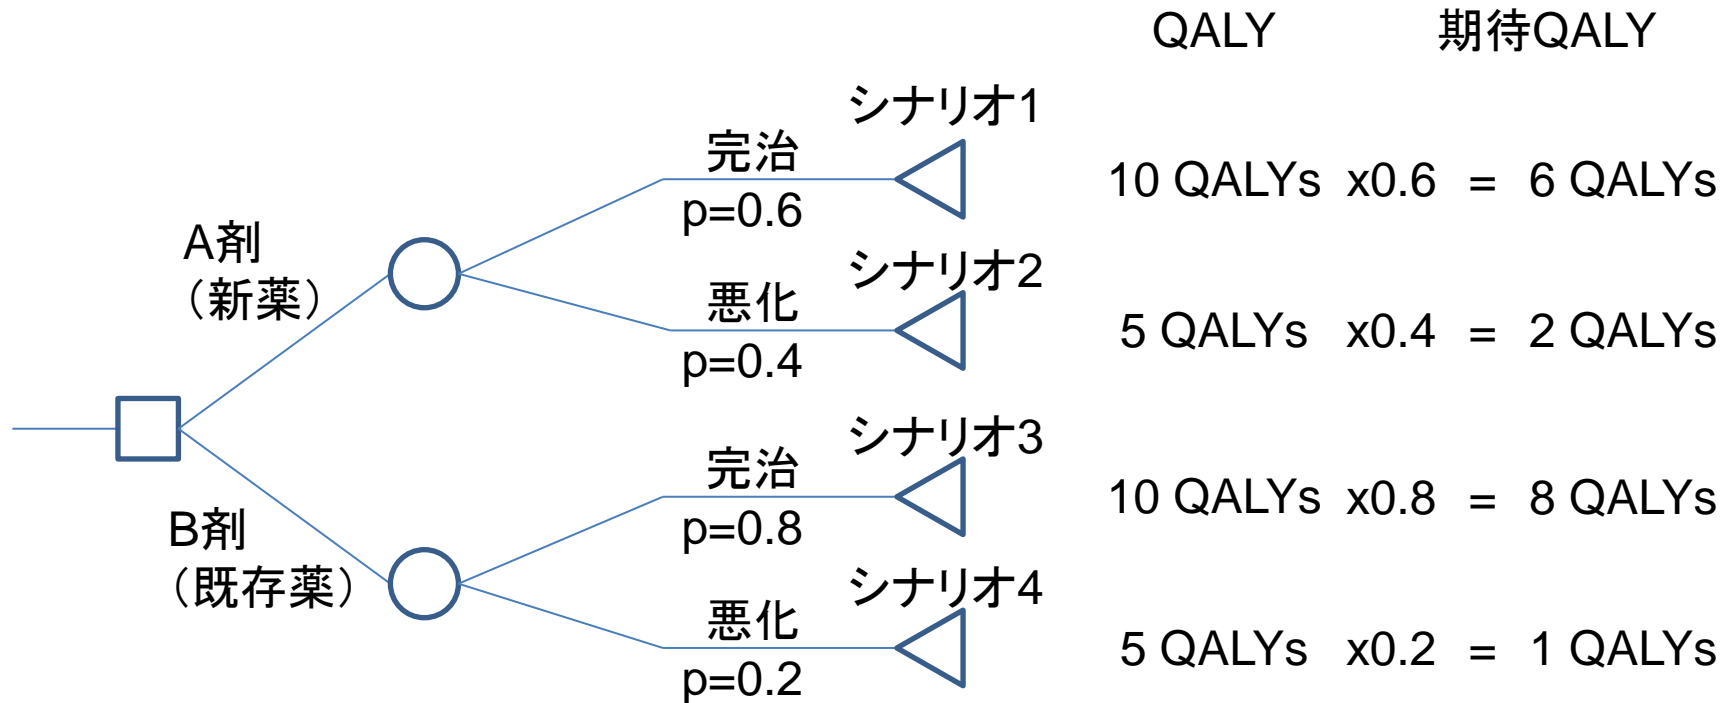 QALY 期待QALY
シナリオ1
完治
p=0.6
10 QALYs x0.6 = 6 QALYs
A剤
（新薬）
シナリオ2
悪化
p=0.4
5 QALYs x0.4 = 2 QALYs
シナリオ3
完治
p=0.8
10 QALYs x0.8 = 8 QALYs
B剤
（既存薬）
シナリオ4
悪化
p=0.2
5 QALYs x0.2 = 1 QALYs